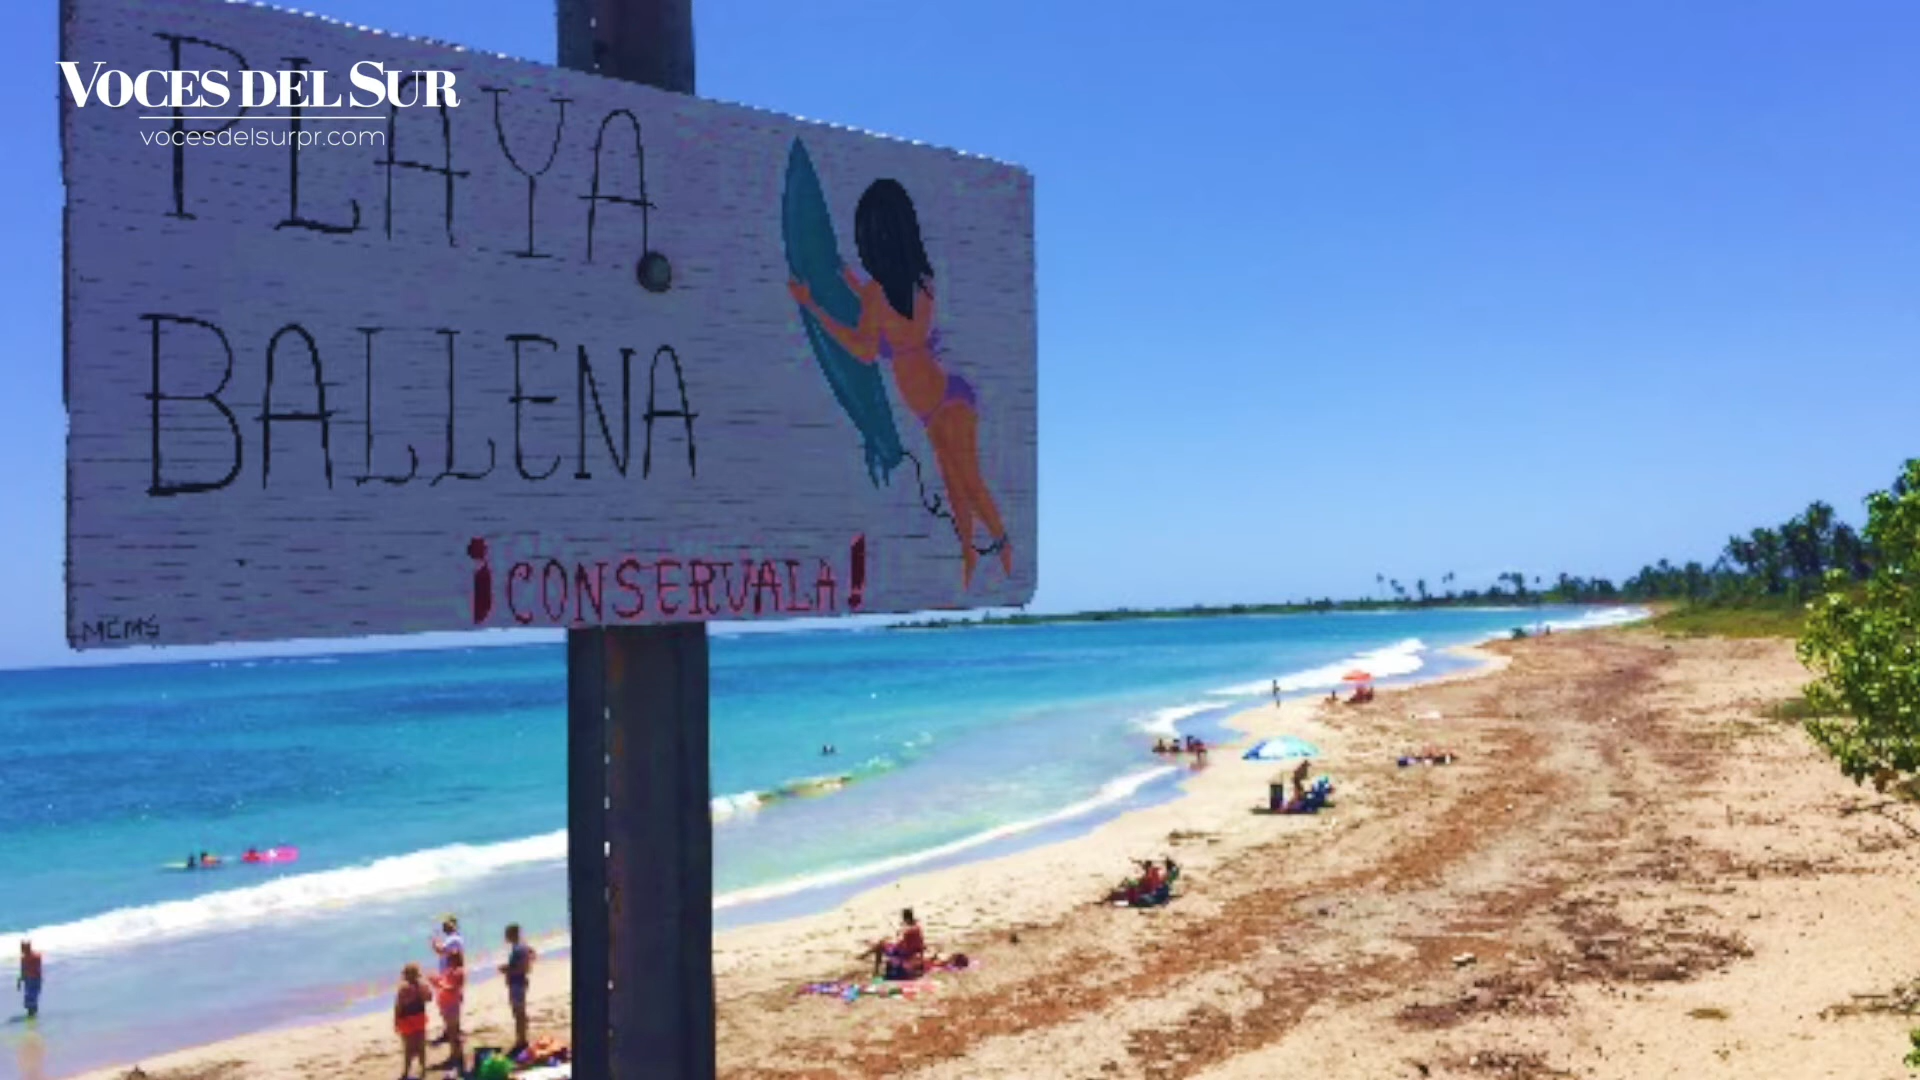 VOCES DEL SUR
vocesdelsurpr.com
PLAYA
BALLENA
¡CONSERVALA!
MCMS